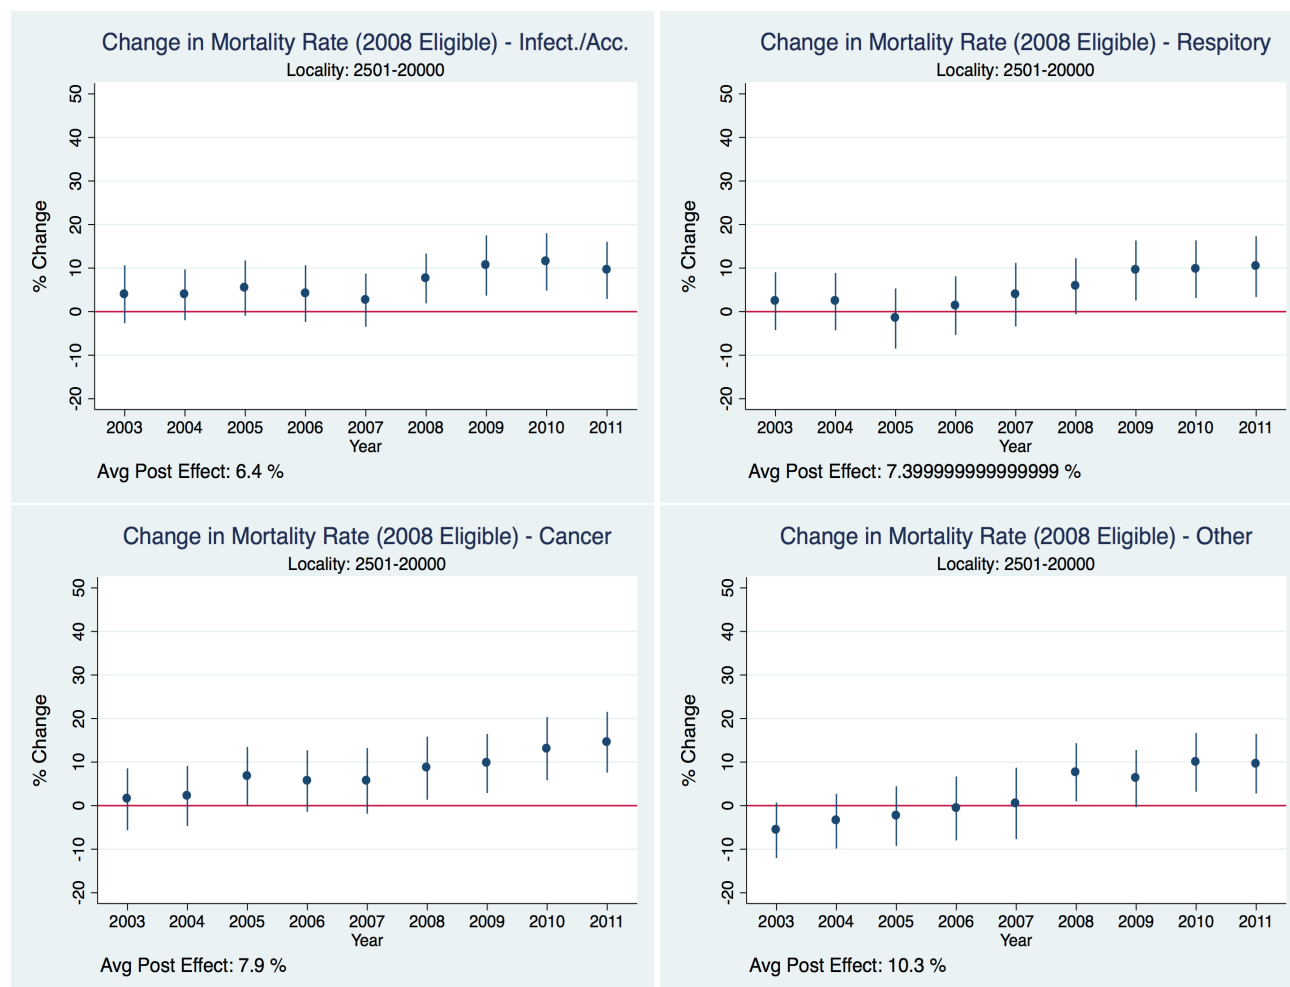 Change in Mortality Rate (2008 Eligible) - Infect./Acc.
Locality: 2501-20000
% Change
50
40
30
20
10
0
-10
-20
2003 2004 2005 2006 2007 2008 2009 2010 2011
Year
Avg Post Effect: 6.4 %
Change in Mortality Rate (2008 Eligible) - Respitory
Locality: 2501-20000
% Change
50
40
30
20
10
0
-10
-20
2003 2004 2005 2006 2007 2008 2009 2010 2011
Year
Avg Post Effect: 7.399999999999999 %
Change in Mortality Rate (2008 Eligible) - Cancer
Locality: 2501-20000
% Change
50
40
30
20
10
0
-10
-20
2003 2004 2005 2006 2007 2008 2009 2010 2011
Year
Avg Post Effect: 7.9 %
Change in Mortality Rate (2008 Eligible) - Other
Locality: 2501-20000
% Change
50
40
30
20
10
0
-10
-20
2003 2004 2005 2006 2007 2008 2009 2010 2011
Year
Avg Post Effect: 10.3 %